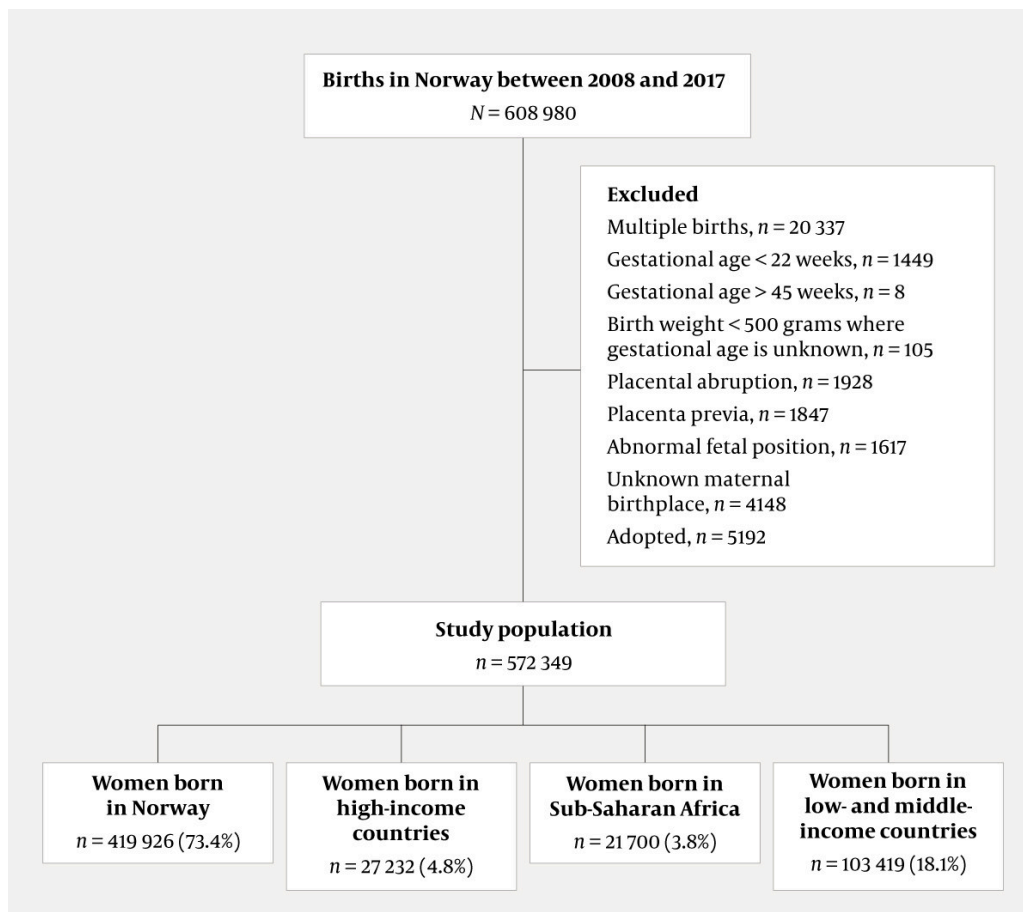 Births in Norway between 2008 and 2017
N = 608 980
Excluded
Multiple births, n = 20 337
Gestational age < 22 weeks, n = 1449
Gestational age > 45 weeks, n = 8
Birth weight < 500 grams where
gestational age is unknown, n = 105
Placental abruption, n = 1928
Placenta previa, n = 1847
Abnormal fetal position, n = 1617
Unknown maternal
birthplace, n = 4148
Adopted, n = 5192
Study population
n = 572 349
Women born
in Norway
n = 419 926 (73.4%)
Women born in
high-income
countries
n = 27 232 (4.8%)
Women born in
Sub-Saharan Africa
n = 21 700 (3.8%)
Women born in
low- and middle-
income countries
n = 103 419 (18.1%)